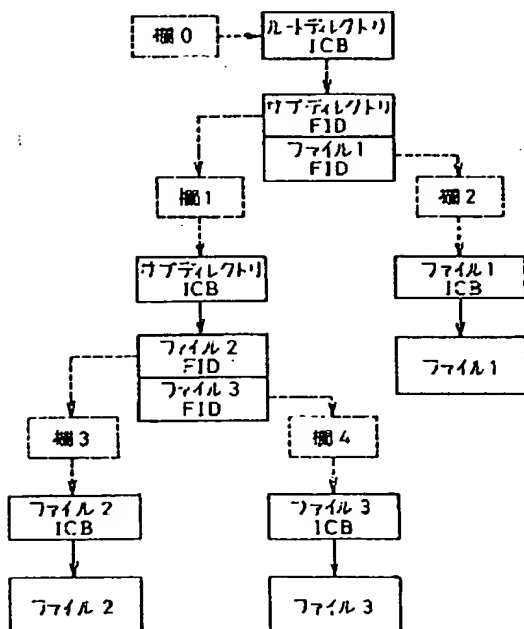 欄0
ルートディレクトリ
ICB
サブディレクトリ
FID
ファイル1
FID
欄1
欄2
サブディレクトリ
ICB
ファイル1
ICB
ファイル2
FID
ファイル3
FID
ファイル1
欄3
欄4
ファイル2
ICB
ファイル3
ICB
ファイル2
ファイル3